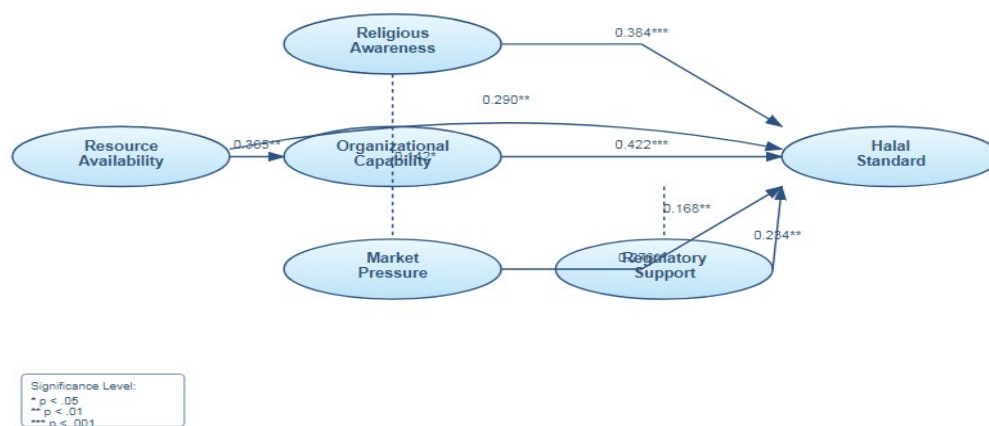 Religious
Awareness
0.384***
0.290**
Resource
Availability
Organizational
Capability
0.422***
Halal
Standard
0.168**
0.234**
Market
Pressure
Regulatory
Support
Significance Level:
* p < .05
** p < .01
*** p < .001